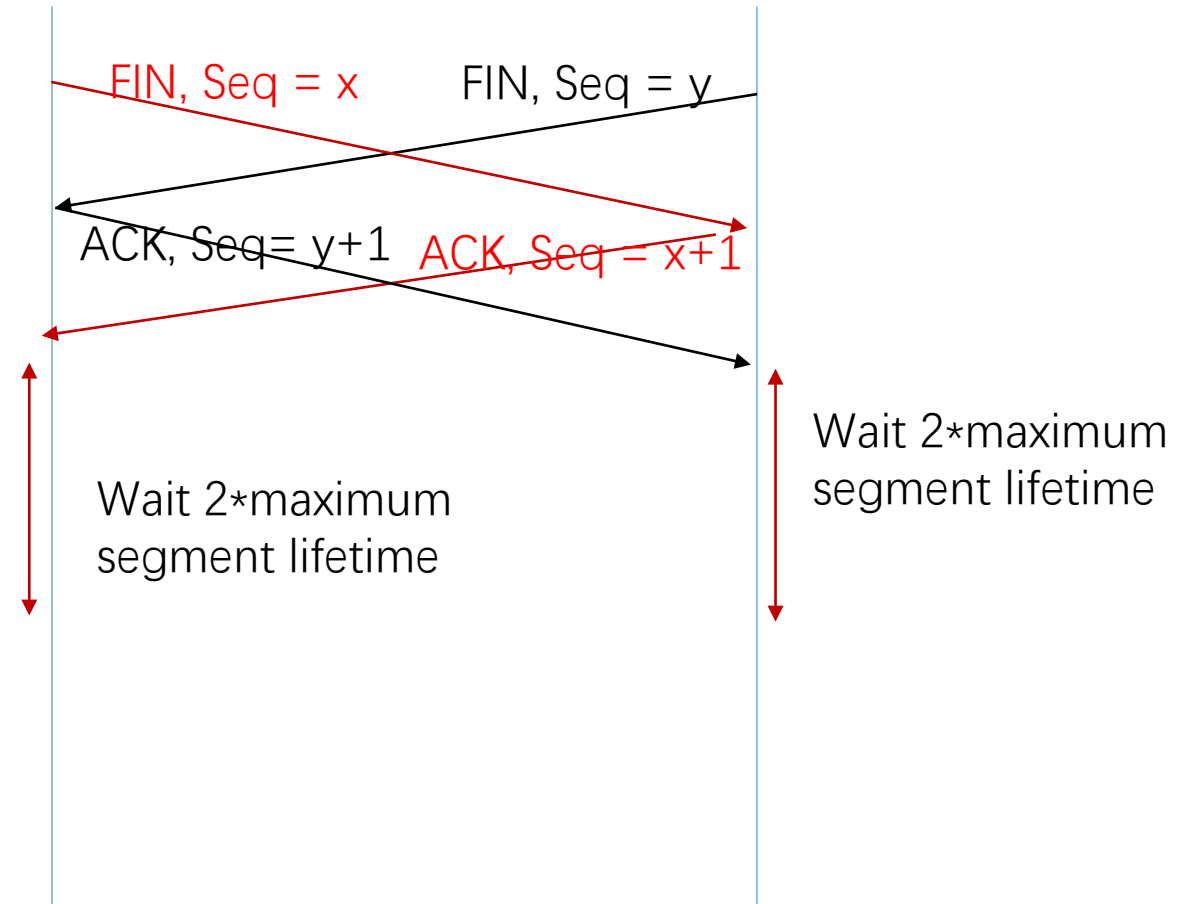 FIN, Seq = x
FIN, Seq = y
ACK, Seq= y+1
ACK, Seq = x+1
Wait 2*maximum
segment lifetime
Wait 2*maximum
segment lifetime